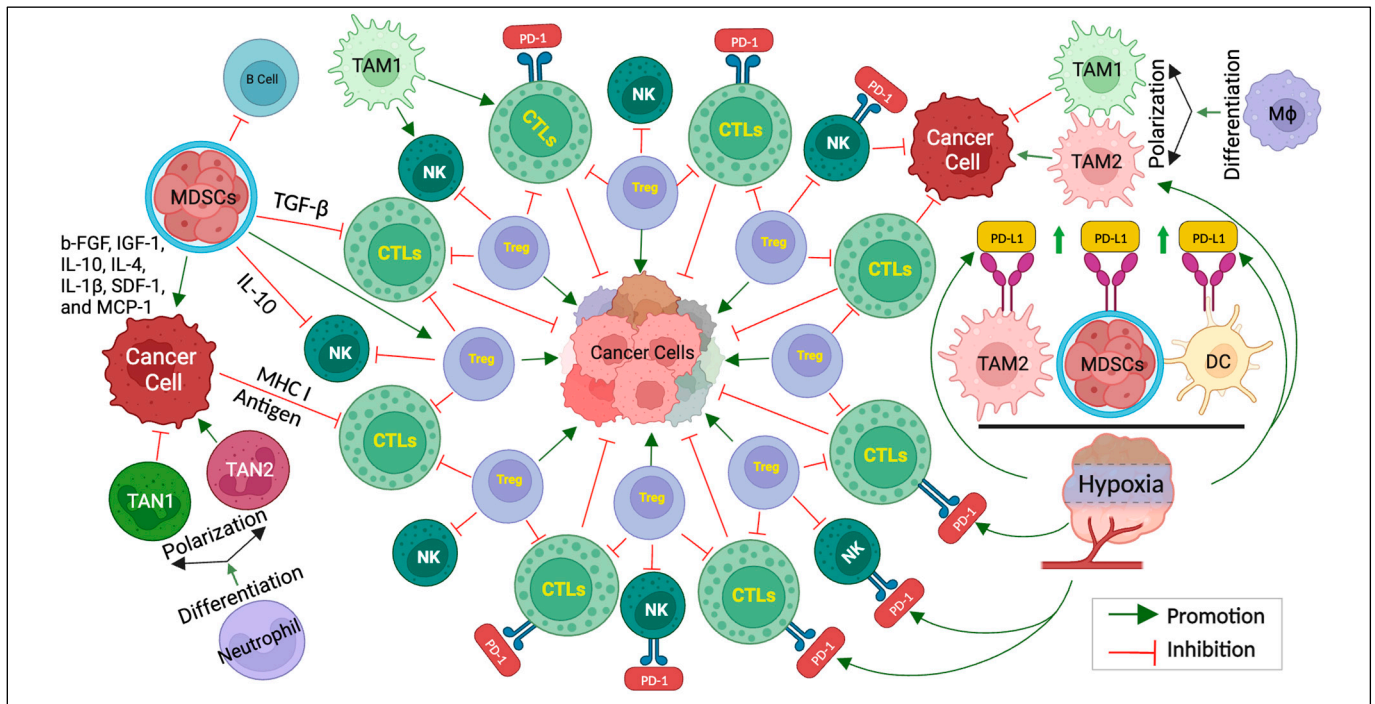 PD-1
PD-1
TAM1
TAM1
B Cell
NK
PD-1
CTLs
CTLs
NK
Cancer
Cell
Polarization
Differentiation
Mϕ
TAM2
NK
Treg
MDSCs
TGF-β
CTLs
Treg
Treg
CTLs
PD-L1
PD-L1
PD-L1
b-FGF, IGF-1,
IL-10, IL-4,
IL-1β, SDF-1,
and MCP-1
IL-10
Cancer
Cell
NK
Treg
Cancer Cells
Treg
TAM2
MDSCs
DC
MHC I
Antigen
CTLs
CTLs
TAN2
TAN1
Treg
Treg
Treg
Hypoxia
PD-1
Polarization
NK
NK
Differentiation
CTLs
NK
CTLs
PD-1
Neutrophil
PD-1
PD-1
PD-1
Promotion
Inhibition